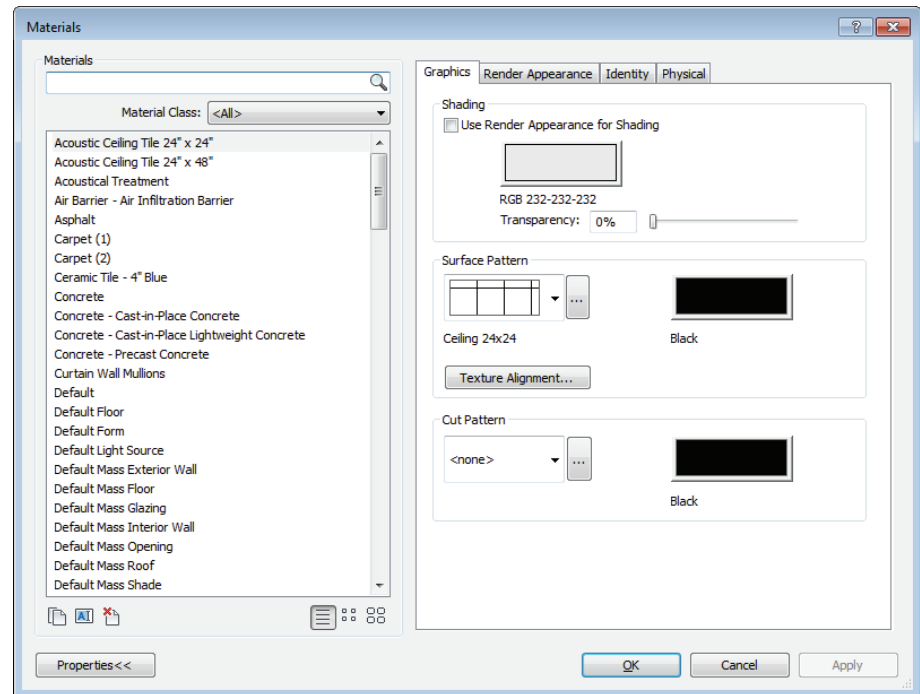 Materials
Materials
Material Class: <All>
Acoustic Ceiling Tile 24" x 24"
Acoustic Ceiling Tile 24" x 48"
Acoustical Treatment
Air Barrier - Air Infiltration Barrier
Asphalt
Carpet (1)
Carpet (2)
Ceramic Tile - 4" Blue
Concrete
Concrete - Cast-in-Place Concrete
Concrete - Cast-in-Place Lightweight Concrete
Concrete - Precast Concrete
Curtain Wall Mullions
Default
Default Floor
Default Form
Default Light Source
Default Mass Exterior Wall
Default Mass Floor
Default Mass Glazing
Default Mass Interior Wall
Default Mass Opening
Default Mass Roof
Default Mass Shade
AI
Properties<<
Graphics Render Appearance Identity Physical
Shading
Use Render Appearance for Shading
RGB 232-232-232
Transparency: 0%
Surface Pattern
...
Ceiling 24x24 Black
Texture Alignment...
Cut Pattern
<none> ...
Black
OK Cancel Apply